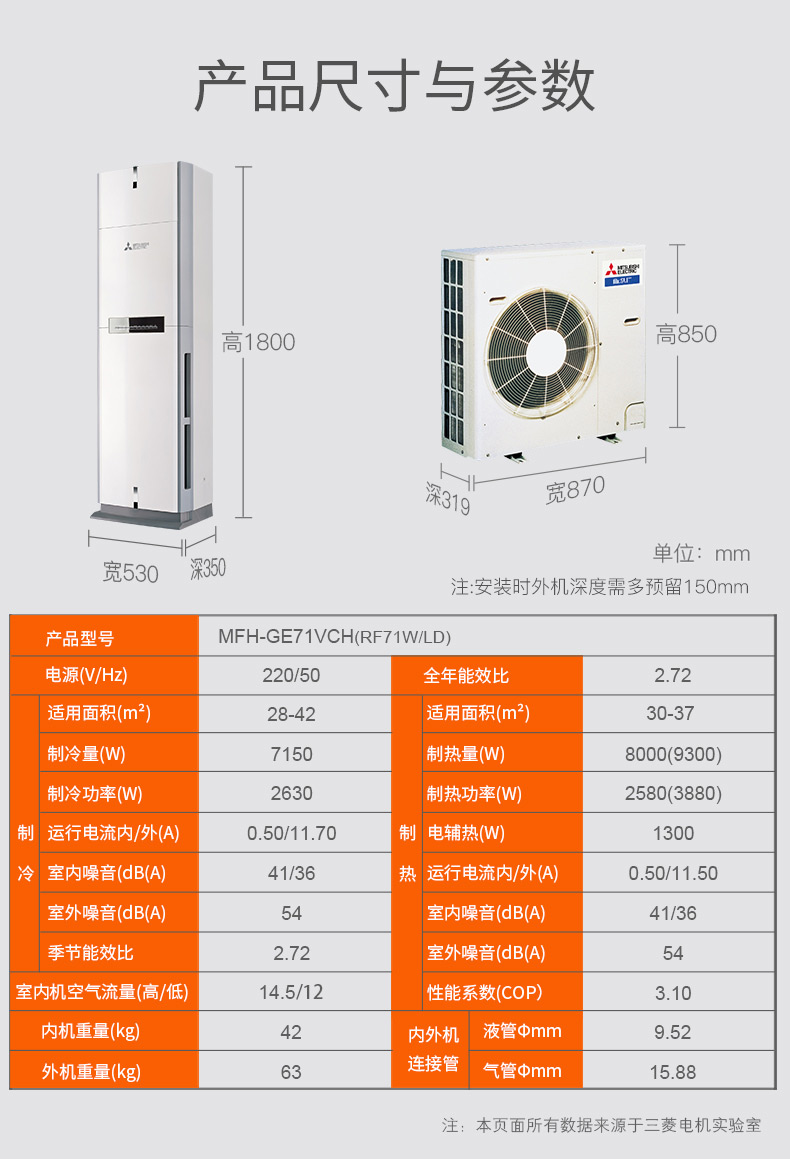 产品尺寸与参数
MITSUBISHI
ELECTRIC
MITSUBISHI
ELECTRIC
高1800
高850
深319
宽870
宽530
深350
单位：mm
注:安装时外机深度需多预留150mm
产品型号 MFH-GE71VCH(RF71W/LD)
电源(V/Hz) 220/50 全年能效比 2.72
制冷 制热
适用面积(m²) 28-42 适用面积(m²) 30-37
制冷量(W) 7150 制热量(W) 8000(9300)
制冷功率(W) 2630 制热功率(W) 2580(3880)
运行电流内/外(A) 0.50/11.70 电辅热(W) 1300
室内噪音(dB(A) 41/36 运行电流内/外(A) 0.50/11.50
室外噪音(dB(A) 54 室内噪音(dB(A) 41/36
季节能效比 2.72 室外噪音(dB(A) 54
室内机空气流量(高/低) 14.5/12 性能系数(COP） 3.10
内机重量(kg) 42 内外机连接管 液管Φmm 9.52
外机重量(kg) 63 气管Φmm 15.88
注：本页面所有数据来源于三菱电机实验室